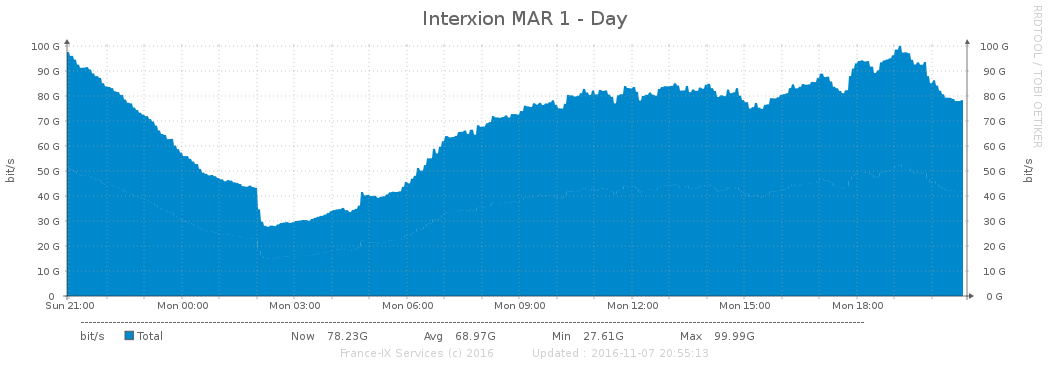 Interxion MAR 1 - Day
RRDTOOL / TOBI OETIKER
bit/s
100 G 100 G
90 G 90 G
80 G 80 G
70 G 70 G
60 G 60 G
50 G 50 G
40 G 40 G
30 G 30 G
20 G 20 G
10 G 10 G
0 0 G
bit/s
Sun 21:00 Mon 00:00 Mon 03:00 Mon 06:00 Mon 09:00 Mon 12:00 Mon 15:00 Mon 18:00
bit/s Total Now 78.23G Avg 68.97G Min 27.61G Max 99.99G
France-IX Services (c) 2016 Updated : 2016-11-07 20:55:13